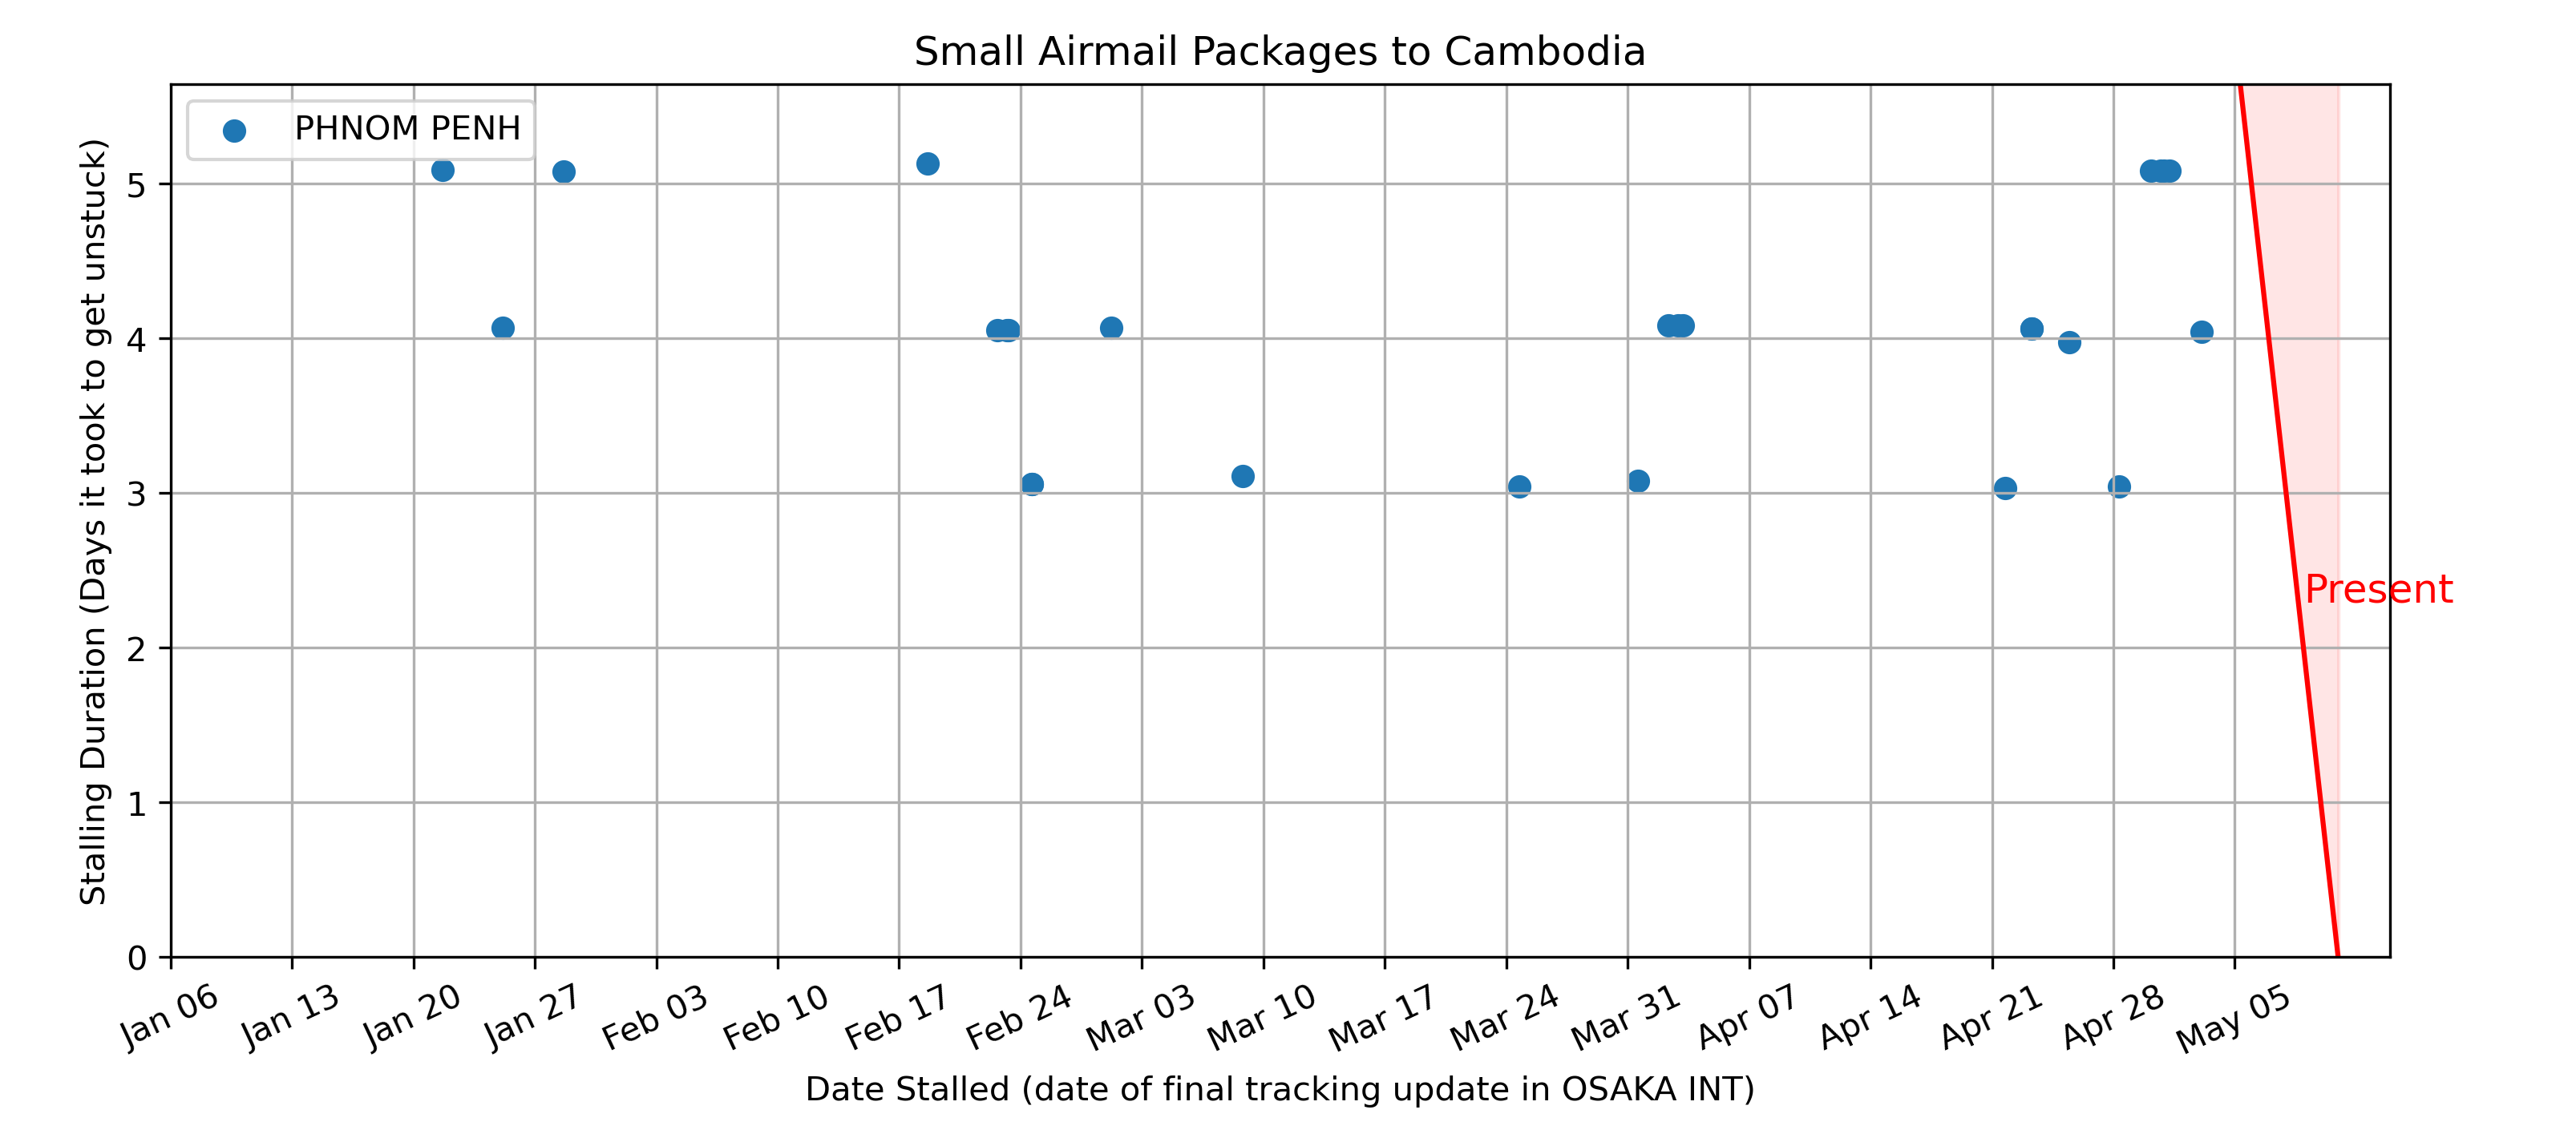 Small Airmail Packages to Cambodia
PHNOM PENH
Stalling Duration (Days it took to get unstuck)
5
4
3
2
1
0
Present
Jan 06 Jan 13 Jan 20 Jan 27 Feb 03 Feb 10 Feb 17 Feb 24 Mar 03 Mar 10 Mar 17 Mar 24 Mar 31 Apr 07 Apr 14 Apr 21 Apr 28 May 05
Date Stalled (date of final tracking update in OSAKA INT)